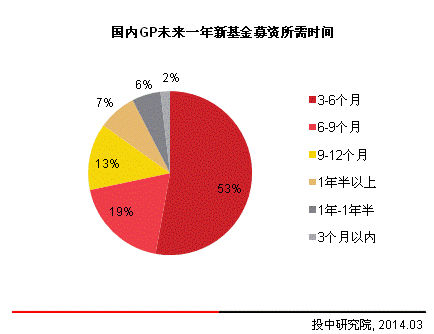 国内GP未来一年新基金募资所需时间
2%
6%
7%
13%
19%
53%
3-6个月
6-9个月
9-12个月
1年半以上
1年-1年半
3个月以内
投中研究院, 2014.03